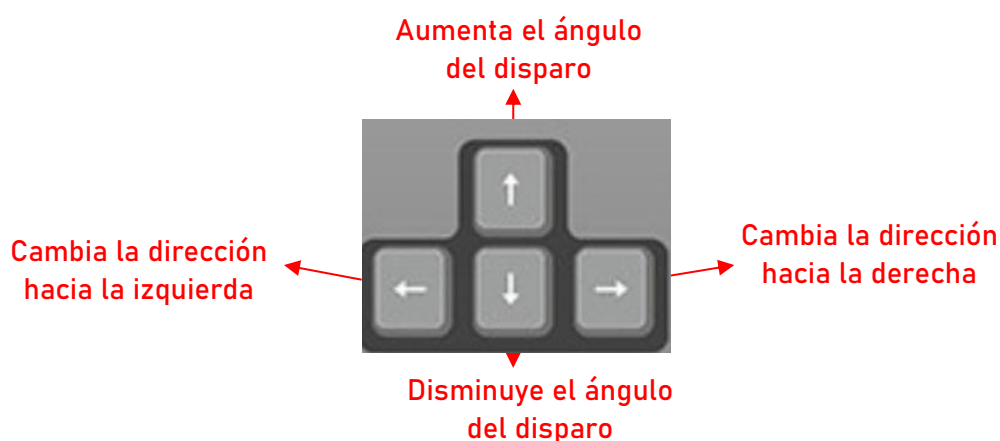 Aumenta el ángulo
del disparo
↑
Cambia la dirección
hacia la izquierda
Cambia la dirección
hacia la derecha
← ↓ →
Disminuye el ángulo
del disparo